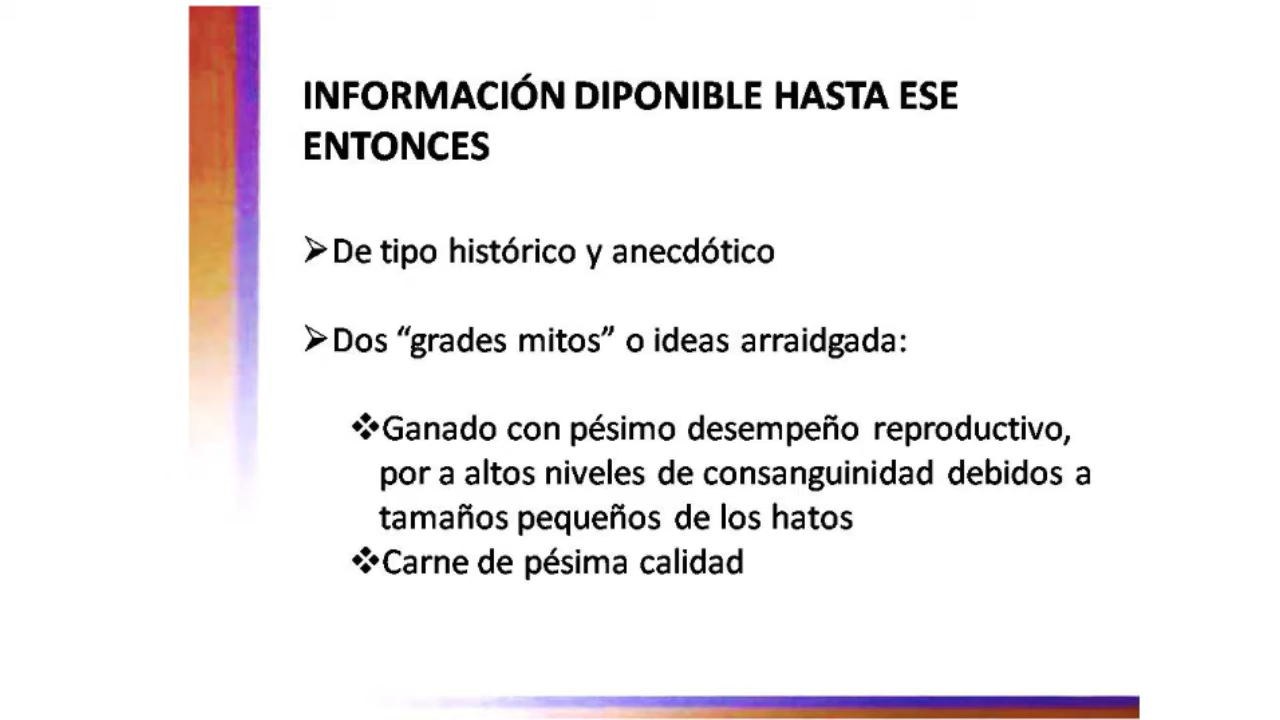 INFORMACIÓN DIPONIBLE HASTA ESE
ENTONCES
➢De tipo histórico y anecdótico
➢Dos “grades mitos” o ideas arraidgada:
❖Ganado con pésimo desempeño reproductivo,
por a altos niveles de consanguinidad debidos a
tamaños pequeños de los hatos
❖Carne de pésima calidad